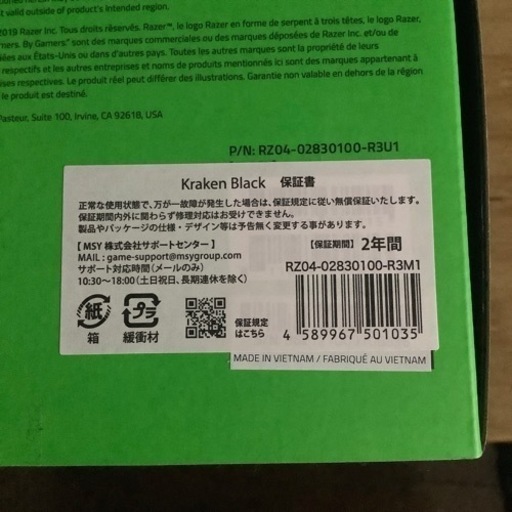 not valid outside of product's intended region.
2019 Razer Inc. Tous droits réservés. Razer™, le logo Razer en forme de serpent à trois têtes, le logo Razer,
By Gamers." sont des marques commerciales ou des marques déposées de Razer Inc. et/ou de
aux États-Unis ou dans d'autres pays. Toutes les autres marques sont la propriété de leurs
respectifs et les autres entreprises et noms de produits mentionnés ici sont des marques appartenant à
respectives. Le produit réel peut différer des illustrations. Garantie non valable en dehors de la région
le produit est destiné.
Pasteur, Suite 100, Irvine, CA 92618, USA
P/N: RZ04-02830100-R3U1
Kraken Black 保証書
正常な使用状態で、万が一故障が発生した場合は、保証規定に従い無償保証いたします。
保証期間内外に関わらず修理対応はお受けできません。
製品やパッケージの仕様・デザイン等は予告無く変更する事があります。
【 MSY 株式会社サポートセンター 】
MAIL : game-support@msygroup.com
サポート対応時間(メールのみ)
10:30~18:00(土日祝日、長期連休を除く)
【保証期間】 2年間
RZ04-02830100-R3M1
紙
箱
プラ
緩衝材
保証規定
はこちら
4 589967 501035
MADE IN VIETNAM / FABRIQUÉ AU VIETNAM